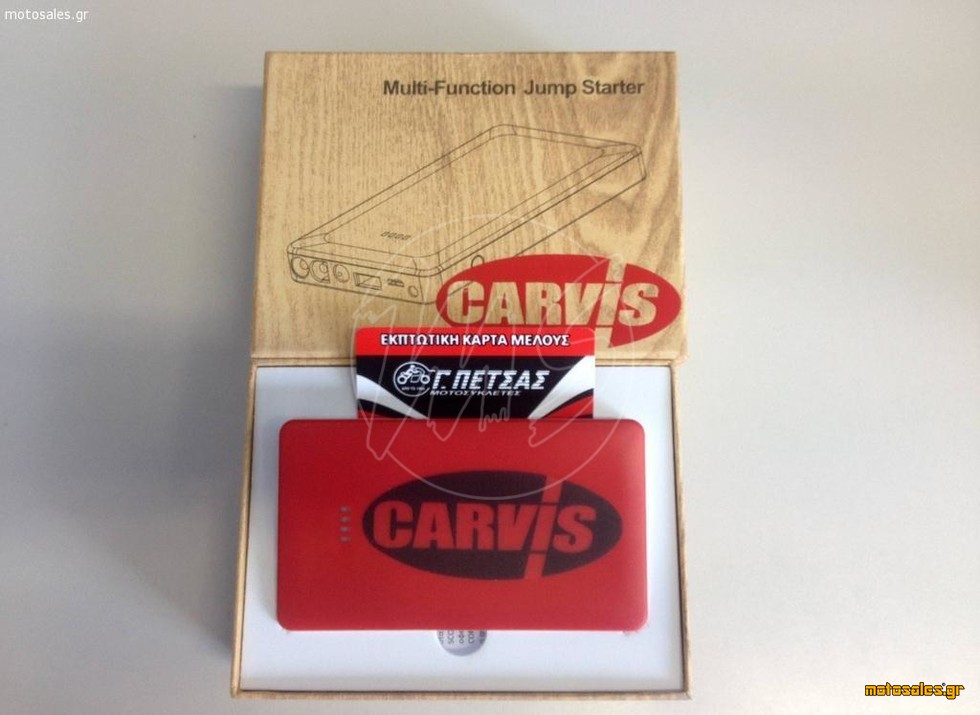 motosales.gr
Multi-Function Jump Starter
CARViS
ΕΚΠΤΩΤΙΚΗ ΚΑΡΤΑ ΜΕΛΟΥΣ
Γ. ΠΕΤΣΑΣ
ΜΟΤΟΣΥΚΛΕΤΕΣ
CARViS
motosales.gr